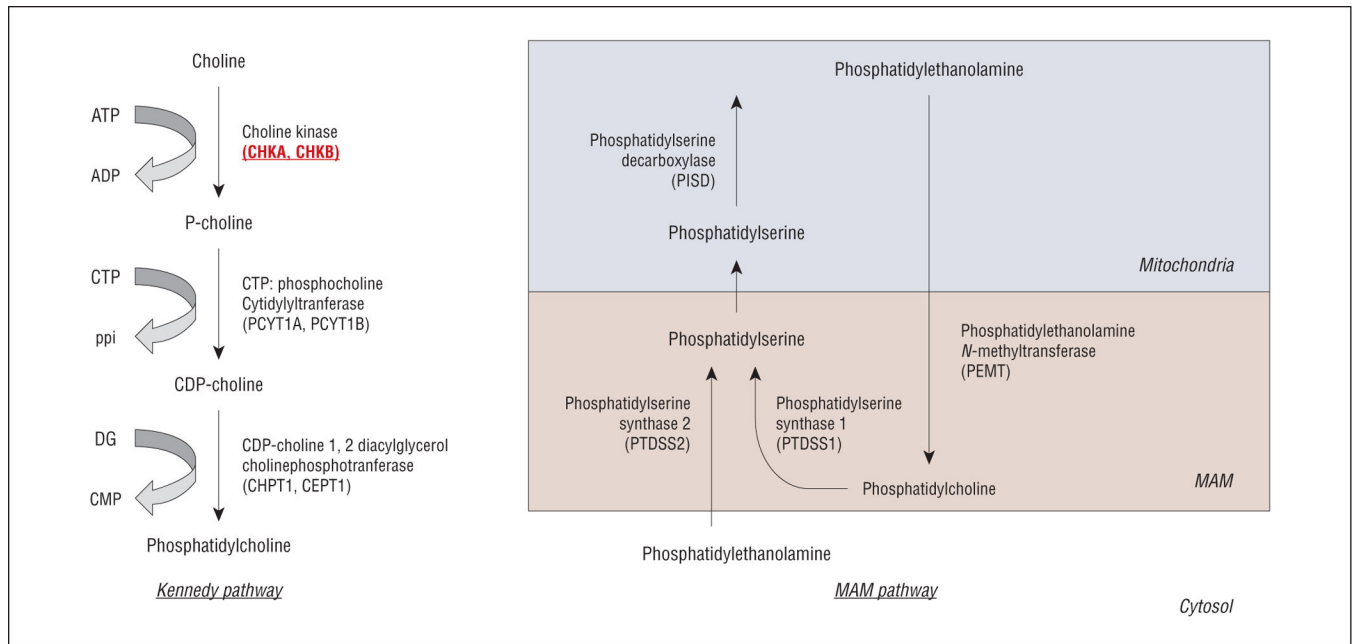 Choline
ATP
Choline kinase
(CHKA, CHKB)
ADP
P-choline
CTP
CTP: phosphocholine
Cytidylyltranferase
(PCYT1A, PCYT1B)
ppi
CDP-choline
DG
CDP-choline 1, 2 diacylglycerol
cholinephosphotranferase
(CHPT1, CEPT1)
CMP
Phosphatidylcholine
Kennedy pathway
Phosphatidylethanolamine
Phosphatidylserine
decarboxylase
(PISD)
Phosphatidylserine
Mitochondria
Phosphatidylserine
Phosphatidylethanolamine
N-methyltransferase
(PEMT)
Phosphatidylserine
synthase 2
(PTDSS2)
Phosphatidylserine
synthase 1
(PTDSS1)
Phosphatidylcholine
MAM
Phosphatidylethanolamine
MAM pathway
Cytosol